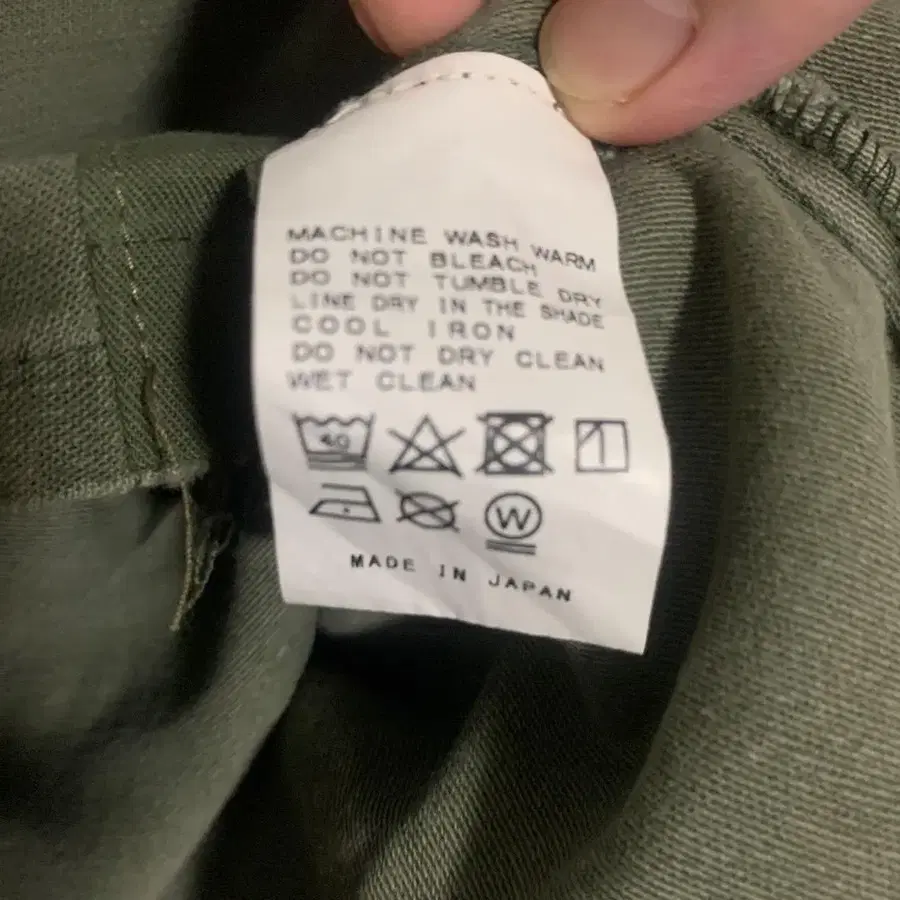 MACHINE WASH WARM
DO NOT BLEACH
DO NOT TUMBLE DRY
LINE DRY IN THE SHADE
COOL IRON
DO NOT DRY CLEAN
WET CLEAN
40
W
MADE IN JAPAN